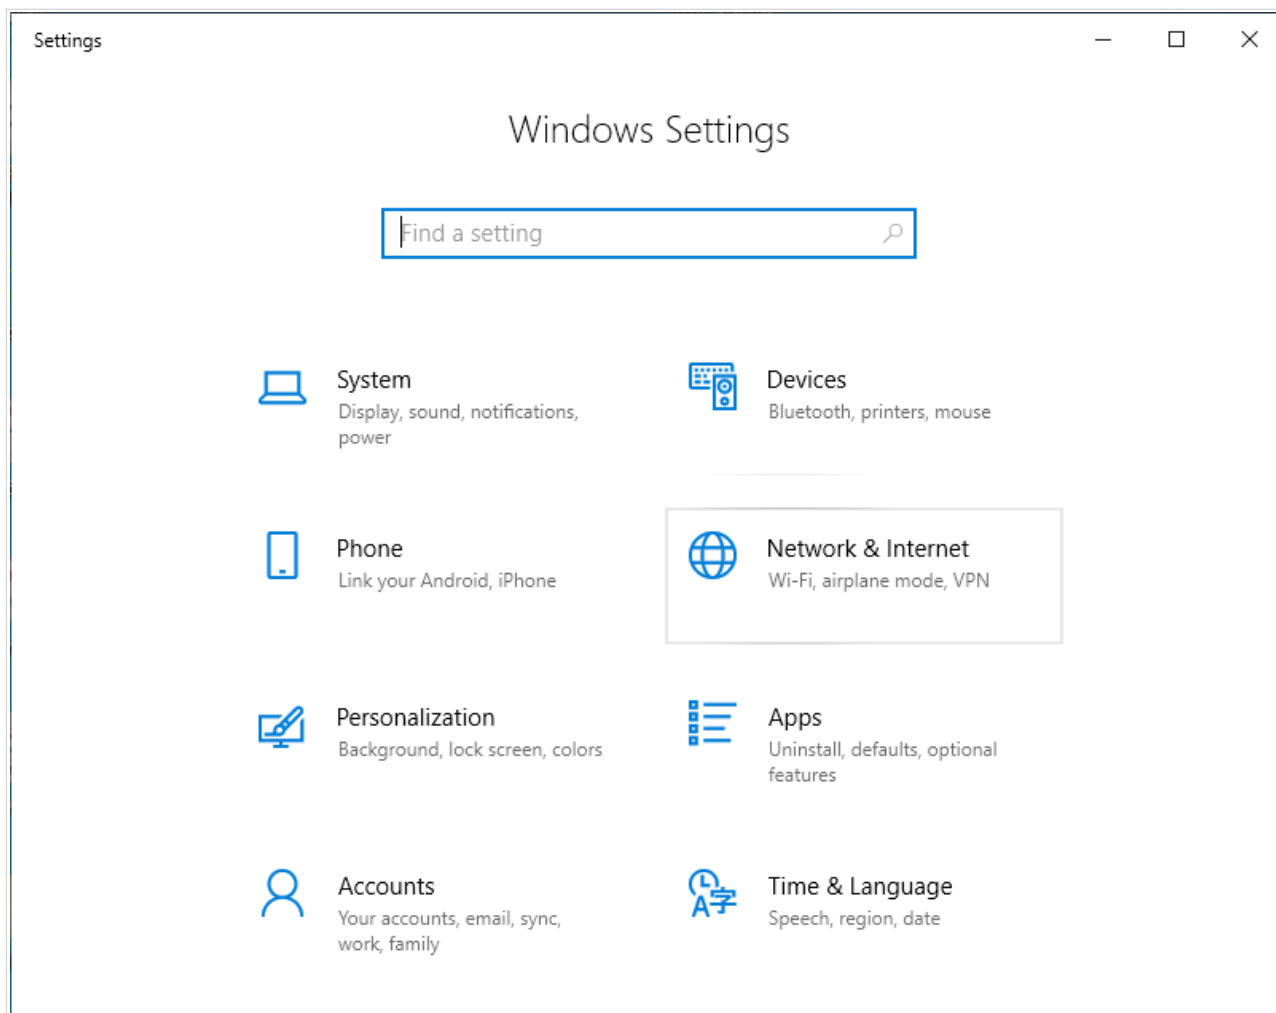 Settings
Windows Settings
Find a setting
System
Display, sound, notifications,
power
Devices
Bluetooth, printers, mouse
Phone
Link your Android, iPhone
Network & Internet
Wi-Fi, airplane mode, VPN
Personalization
Background, lock screen, colors
Apps
Uninstall, defaults, optional
features
Accounts
Your accounts, email, sync,
work, family
Time & Language
Speech, region, date